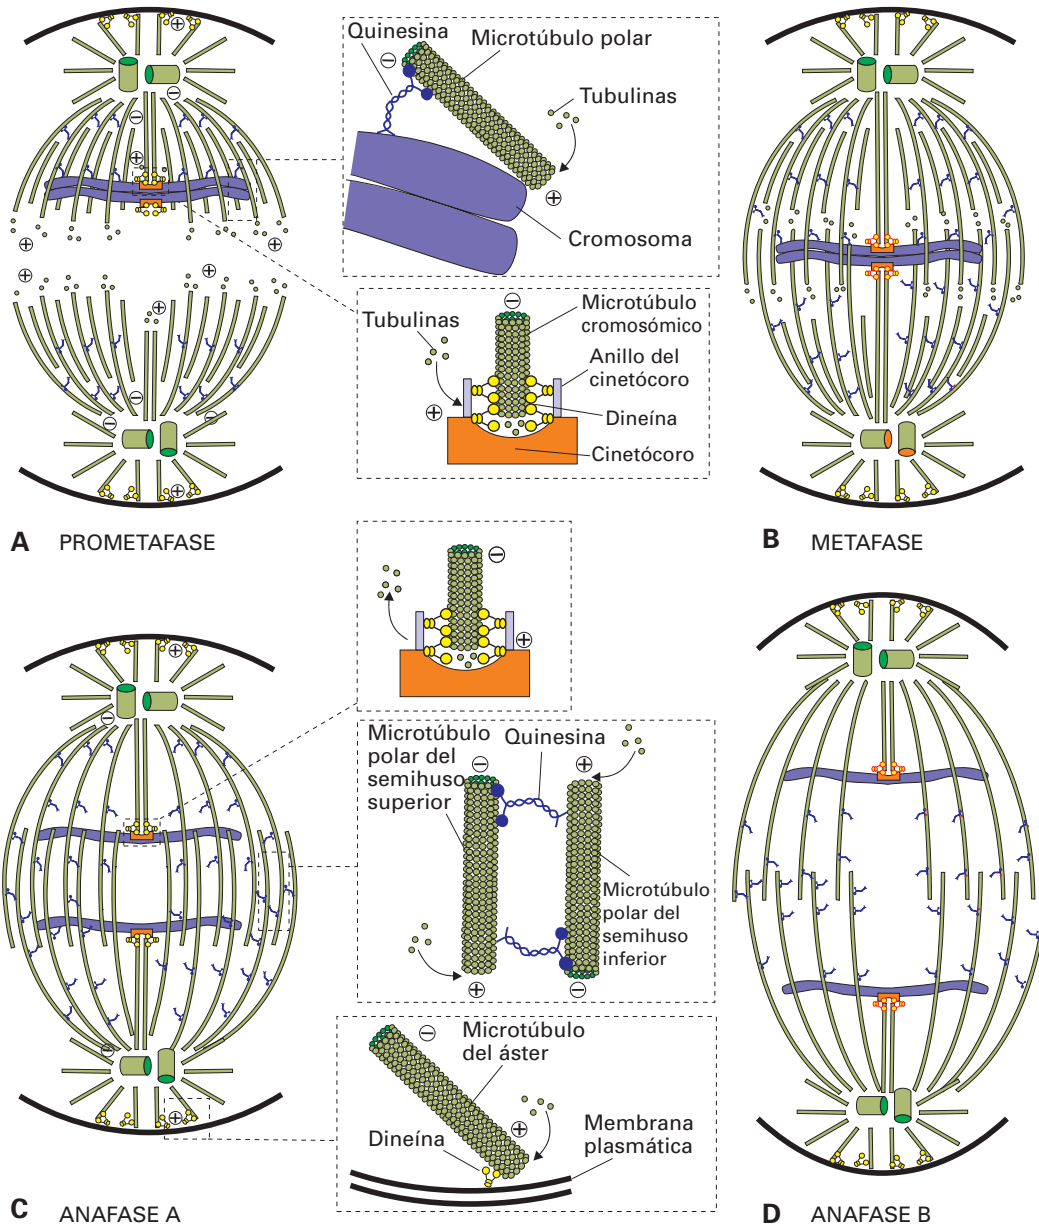 Quinesina
Microtúbulo polar
−
Tubulinas
+
Cromosoma
−
Tubulinas
Microtúbulo
cromosómico
Anillo del
cinetócoro
+
Dineína
Cinetócoro
+
−
−
+
+
+
+
+
+
−
−
−
+
A PROMETAFASE
B METAFASE
−
+
Microtúbulo
polar del
semihuso
superior
Quinesina
−
+
Microtúbulo
polar del
semihuso
inferior
+
−
−
Microtúbulo
del áster
+
Dineína
Membrana
plasmática
+
−
−
+
C ANAFASE A
D ANAFASE B